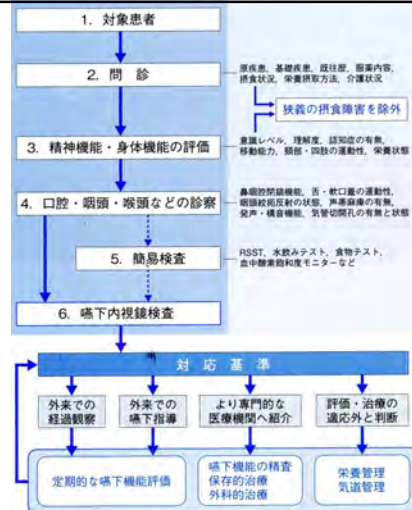 1. 対象患者
2. 問 診
原疾患、基礎疾患、既往歴、服薬内容、
摂食状況、栄養摂取方法、介護状況
狭義の摂食障害を除外
3. 精神機能・身体機能の評価
意識レベル、理解度、認知症の有無、
移動能力、頸部・四肢の運動性、栄養状態
4. 口腔・咽頭・喉頭などの診察
鼻咽腔閉鎖機能、舌・軟口蓋の運動性、
咽頭絞扼反射の状態、声帯麻痺の有無、
発声・構音機能、気管切開孔の有無と状態
5. 簡易検査
RSST、水飲みテスト、食物テスト、
血中酸素飽和度モニターなど
6. 嚥下内視鏡検査
対 応 基 準
外来での
経過観察
外来での
嚥下指導
より専門的な
医療機関へ紹介
評価・治療の
適応外と判断
定期的な嚥下機能評価
嚥下機能の精査
保存的治療
外科的治療
栄養管理
気道管理